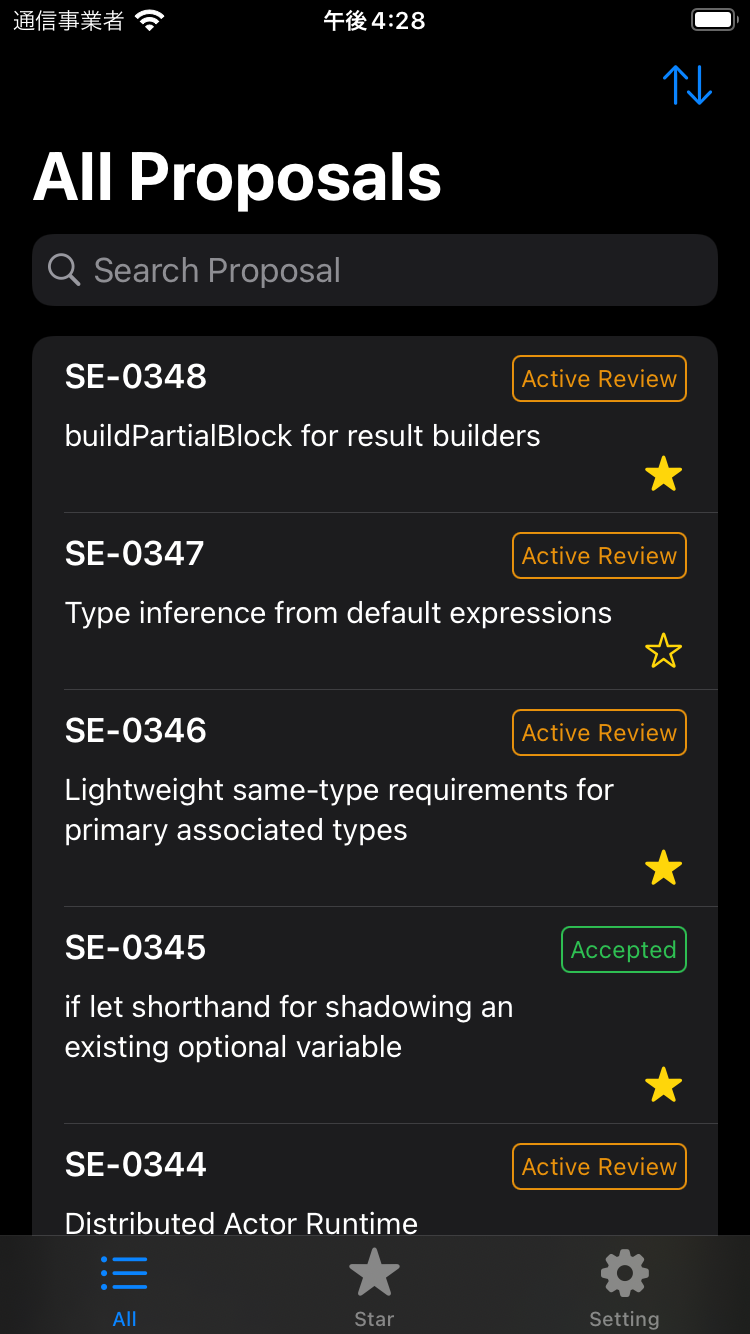 通信事業者
午後4:28
All Proposals
Search Proposal
SE-0348
Active Review
buildPartialBlock for result builders
SE-0347
Active Review
Type inference from default expressions
SE-0346
Active Review
Lightweight same-type requirements for
primary associated types
SE-0345
Accepted
if let shorthand for shadowing an
existing optional variable
SE-0344
Active Review
Distributed Actor Runtime
All
Star
Setting